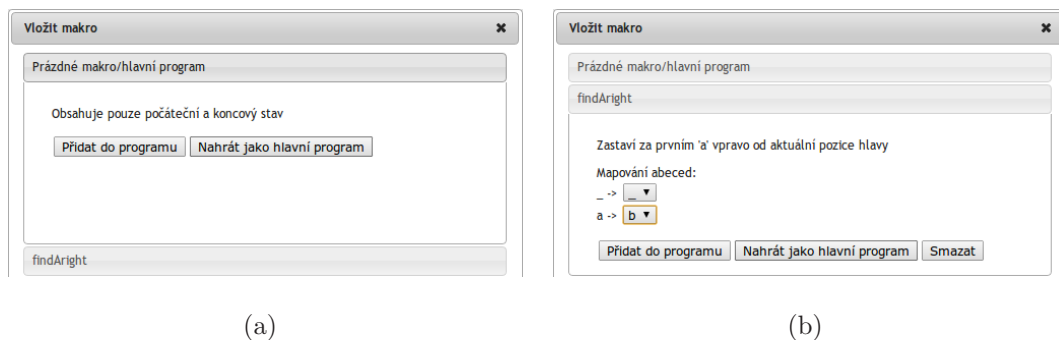 Vložit makro ✖
Prázdné makro/hlavní program
Obsahuje pouze počáteční a koncový stav
Přidat do programu Nahrát jako hlavní program
findAright
(a)
Vložit makro ✖
Prázdné makro/hlavní program
findAright
Zastaví za prvním 'a' vpravo od aktuální pozice hlavy
Mapování abeced:
_ -> _ ▼
a -> b ▼
Přidat do programu Nahrát jako hlavní program Smazat
(b)